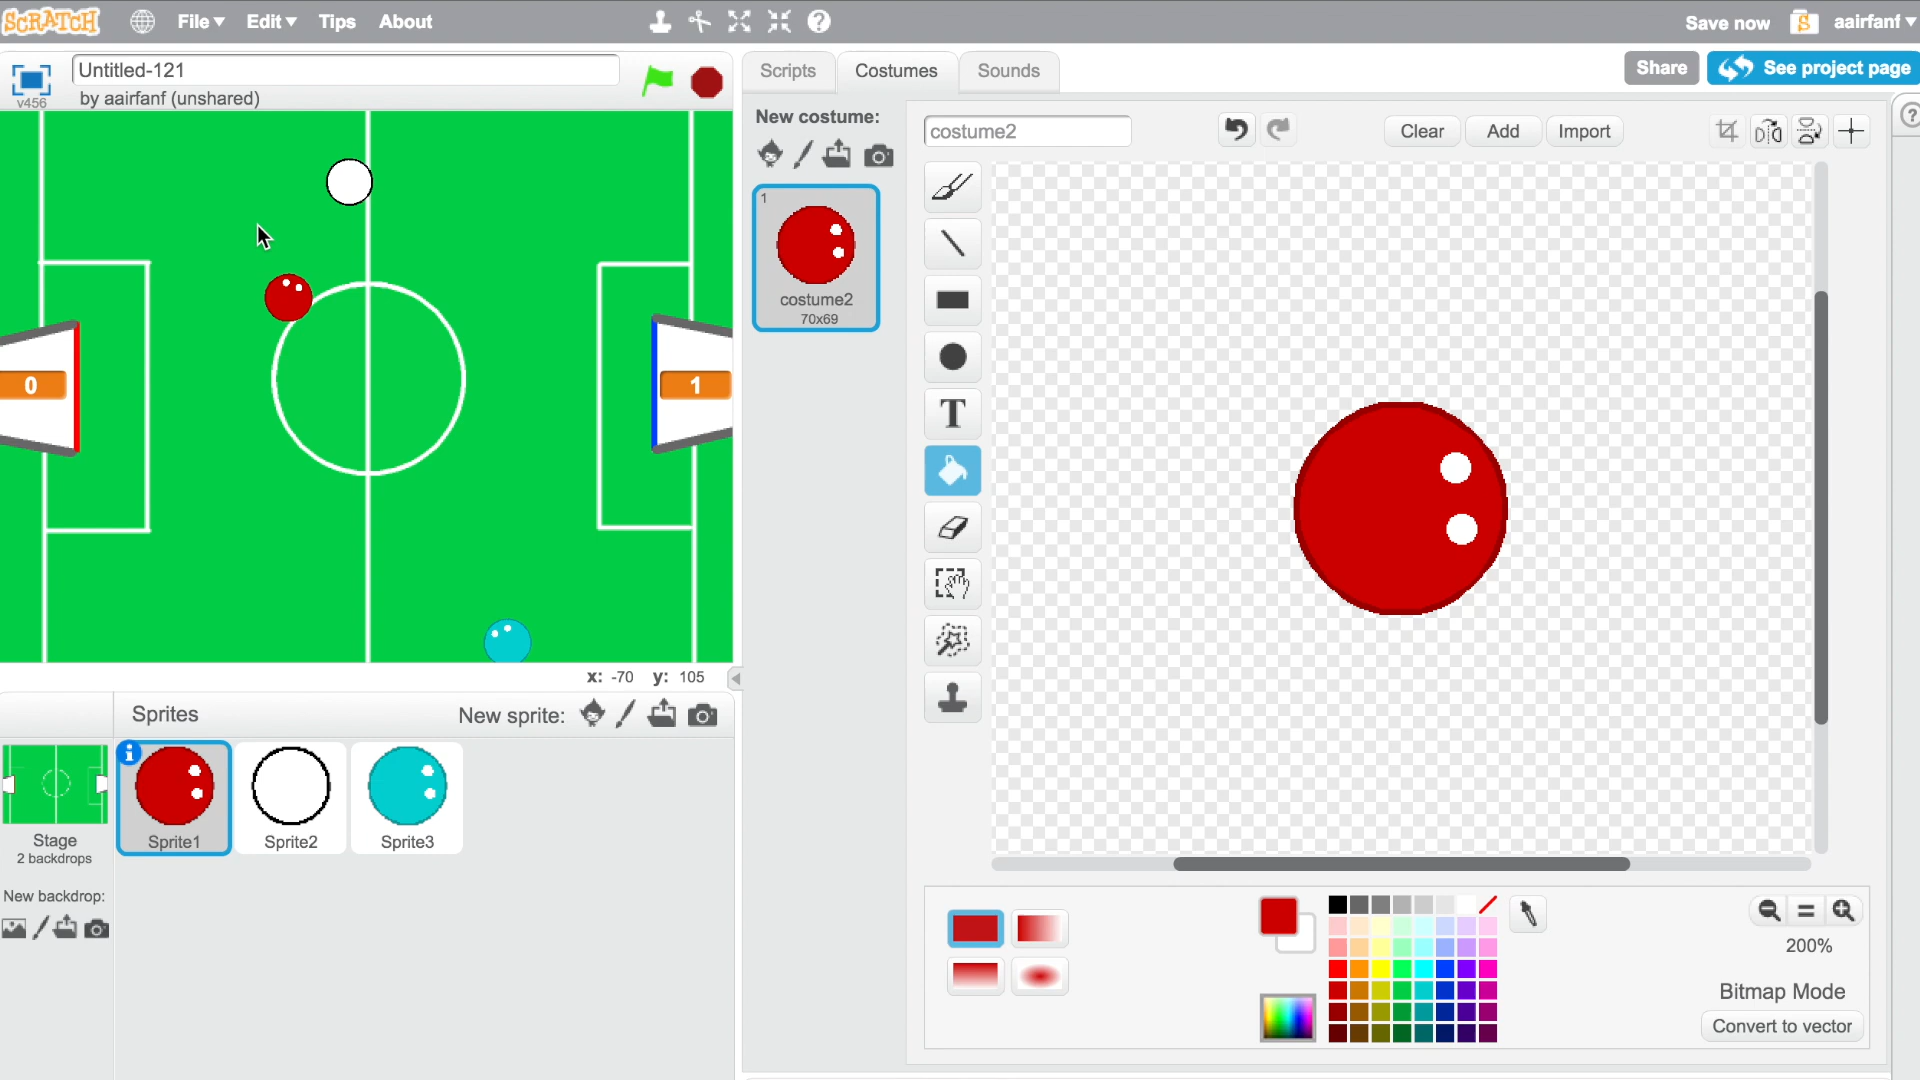 SCRATCH
File
Edit
Tips
About
Save now
aairfanf
v456
Untitled-121
by aairfanf (unshared)
Scripts
Costumes
Sounds
Share
See project page
New costume:
costume2
Clear
Add
Import
1
costume2
70x69
T
0
1
x: -70 y: 105
Sprites
New sprite:
Stage
2 backdrops
New backdrop:
Sprite1
Sprite2
Sprite3
200%
Bitmap Mode
Convert to vector